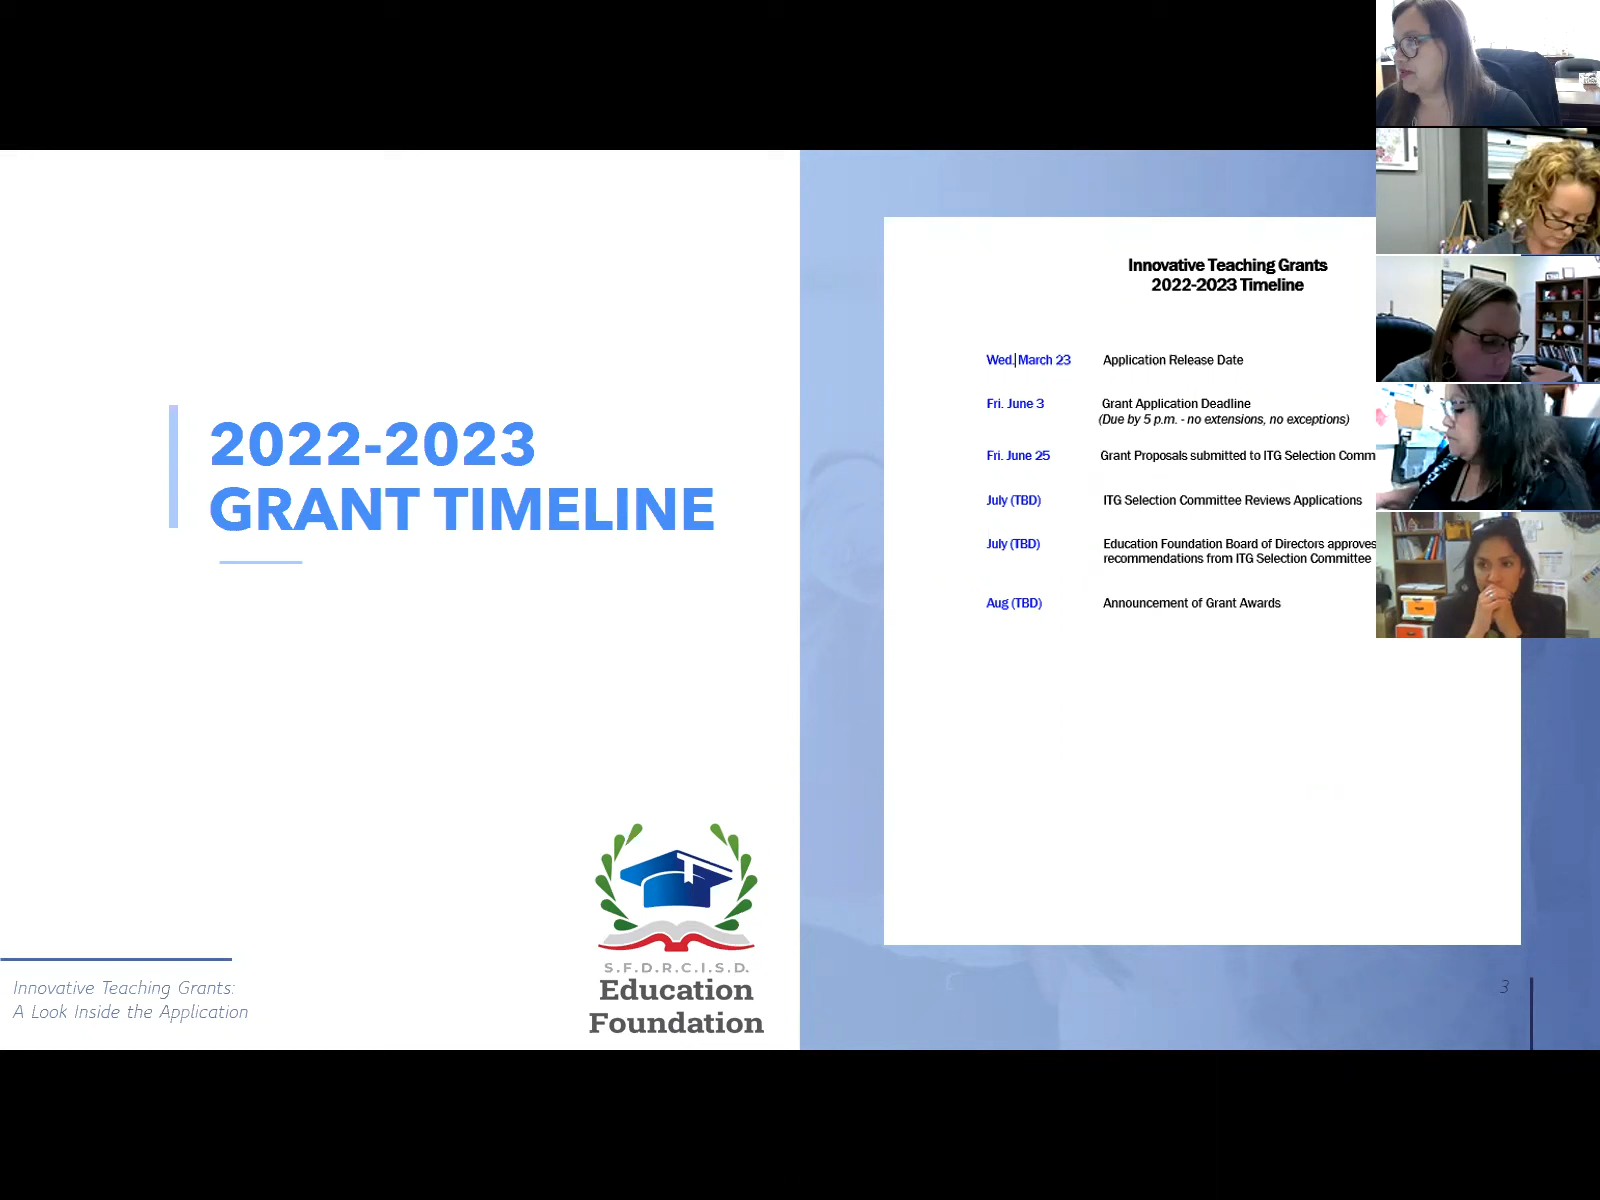 2022-2023
GRANT TIMELINE
Innovative Teaching Grants:
A Look Inside the Application
S.F.D.R.C.I.S.D.
Education
Foundation
Innovative Teaching Grants
2022-2023 Timeline
Wed. March 23 Application Release Date
Fri. June 3 Grant Application Deadline
(Due by 5 p.m. - no extensions, no exceptions)
Fri. June 25 Grant Proposals submitted to ITG Selection Comm
July (TBD) ITG Selection Committee Reviews Applications
July (TBD) Education Foundation Board of Directors approves
recommendations from ITG Selection Committee
Aug (TBD) Announcement of Grant Awards
3